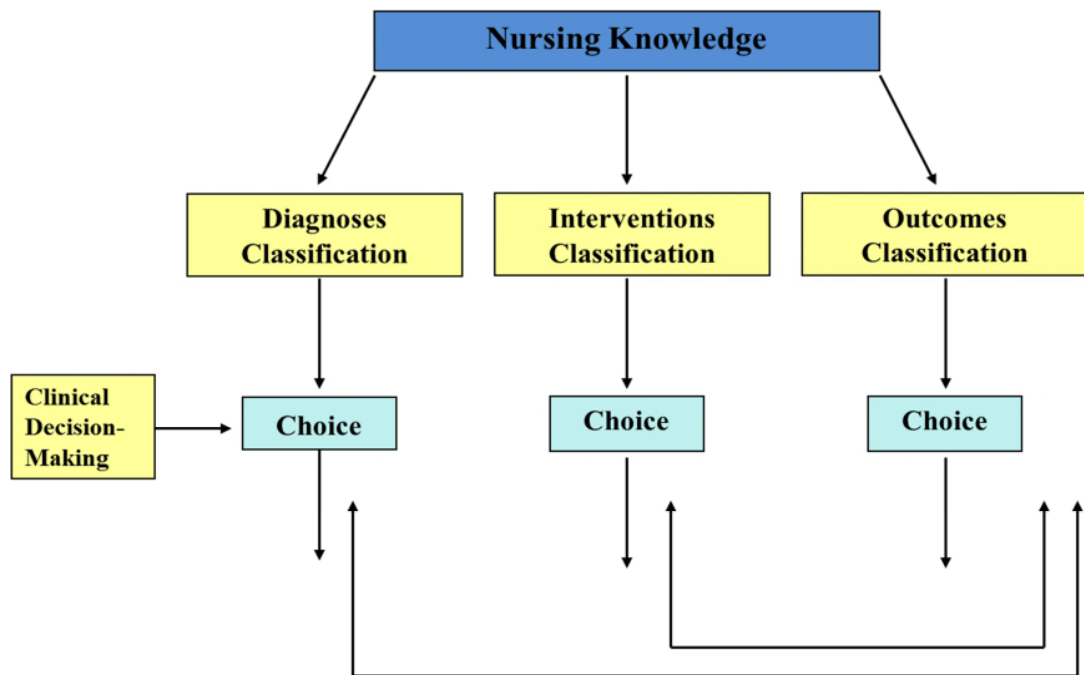 Nursing Knowledge
Diagnoses
Classification
Interventions
Classification
Outcomes
Classification
Clinical
Decision-
Making
Choice
Choice
Choice